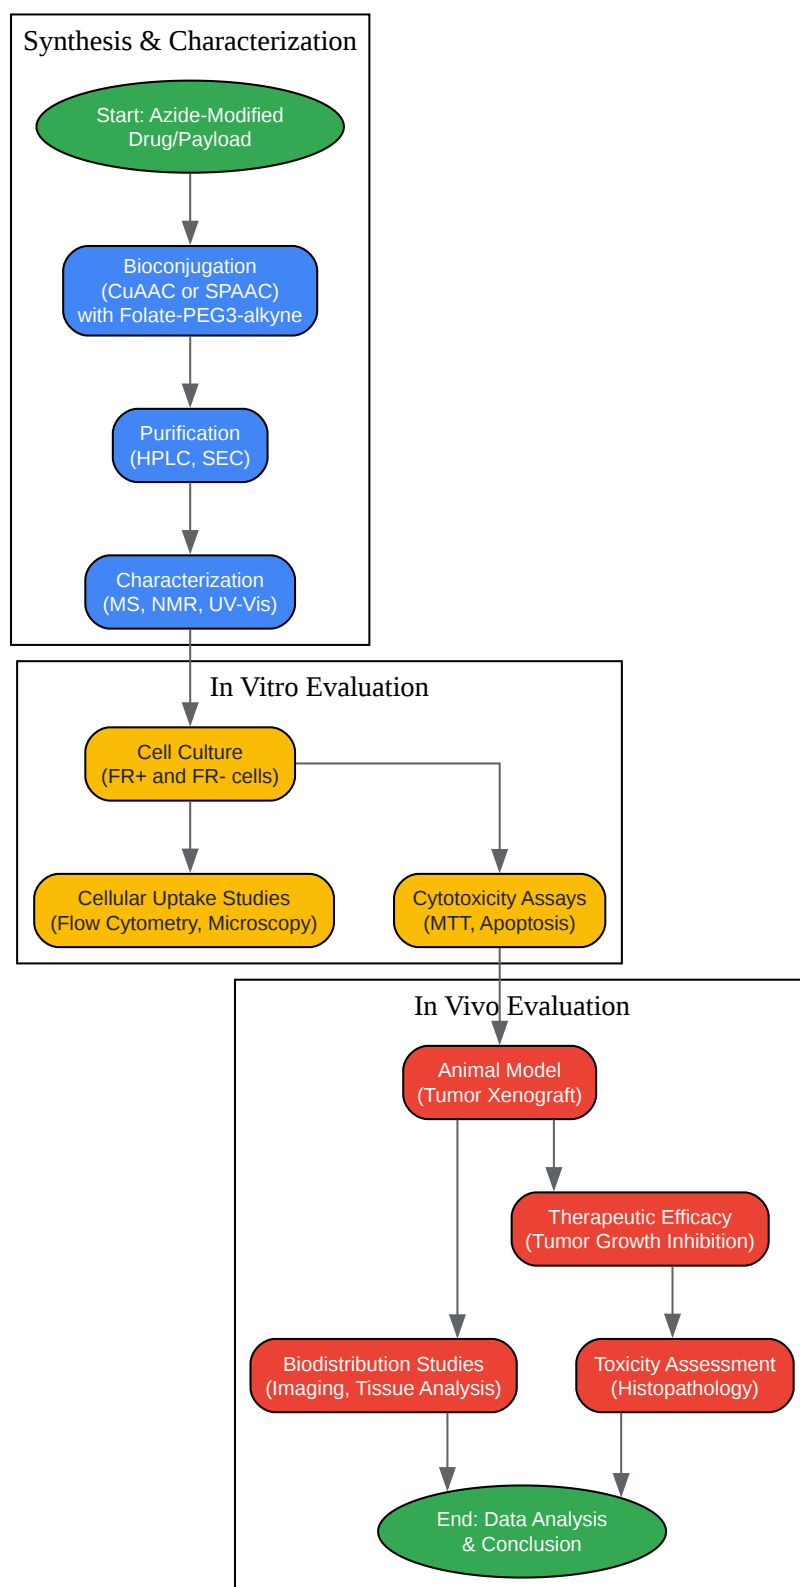 Synthesis & Characterization
Start: Azide-Modified
Drug/Payload
Bioconjugation
(CuAAC or SPAAC)
with Folate-PEG3-alkyne
Purification
(HPLC, SEC)
Characterization
(MS, NMR, UV-Vis)
In Vitro Evaluation
Cell Culture
(FR+ and FR- cells)
Cellular Uptake Studies
(Flow Cytometry, Microscopy)
Cytotoxicity Assays
(MTT, Apoptosis)
In Vivo Evaluation
Animal Model
(Tumor Xenograft)
Therapeutic Efficacy
(Tumor Growth Inhibition)
Biodistribution Studies
(Imaging, Tissue Analysis)
Toxicity Assessment
(Histopathology)
End: Data Analysis
& Conclusion